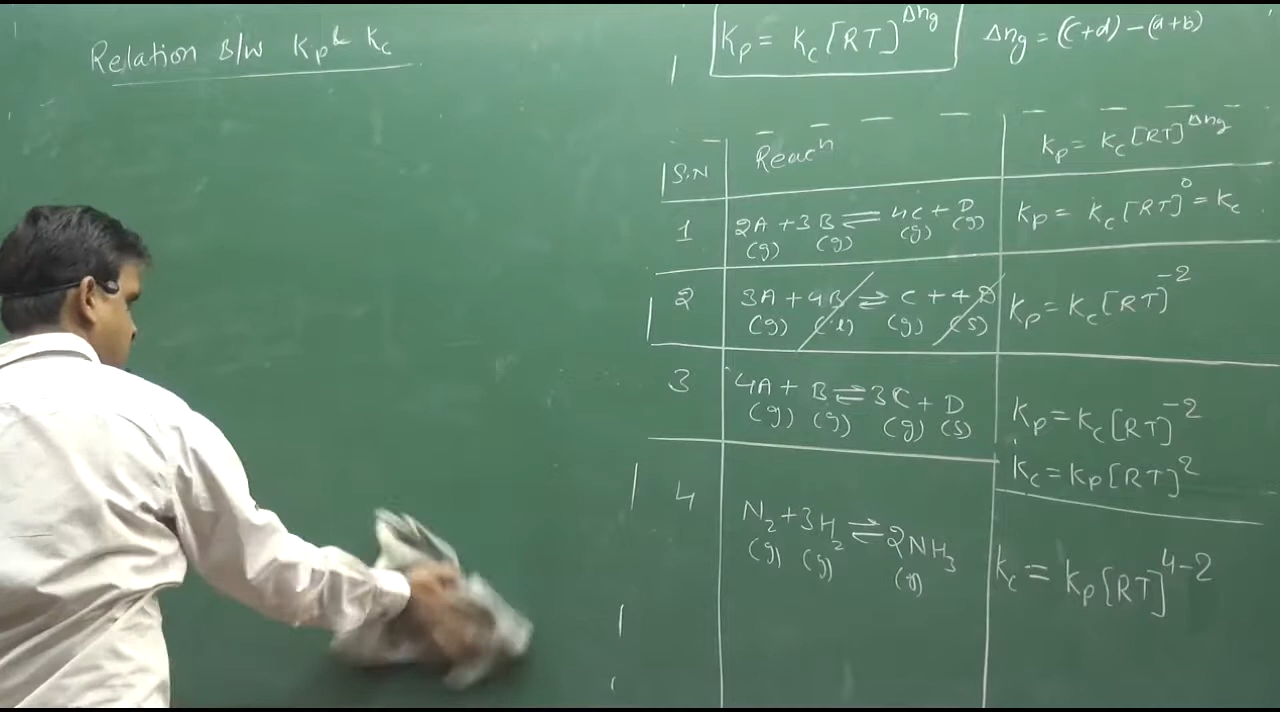 Relation B/w Kp & Kc
Kp = Kc [RT]^Δng
Δng = (c+d) – (a+b)
S.N
Reacⁿ
Kp = Kc [RT]^Δng
1
2A + 3B ⇌ 4C + D
(g) (g) (g) (g)
Kp = Kc [RT]^0 = Kc
2
3A + 4B ⇌ C + 4D
(g) (l) (g) (s)
Kp = Kc [RT]^-2
3
4A + B ⇌ 3C + D
(g) (g) (g) (s)
Kp = Kc [RT]^-2
Kc = Kp [RT]^2
4
N₂ + 3H₂ ⇌ 2NH₃
(g) (g) (g)
Kc = Kp [RT]^4-2